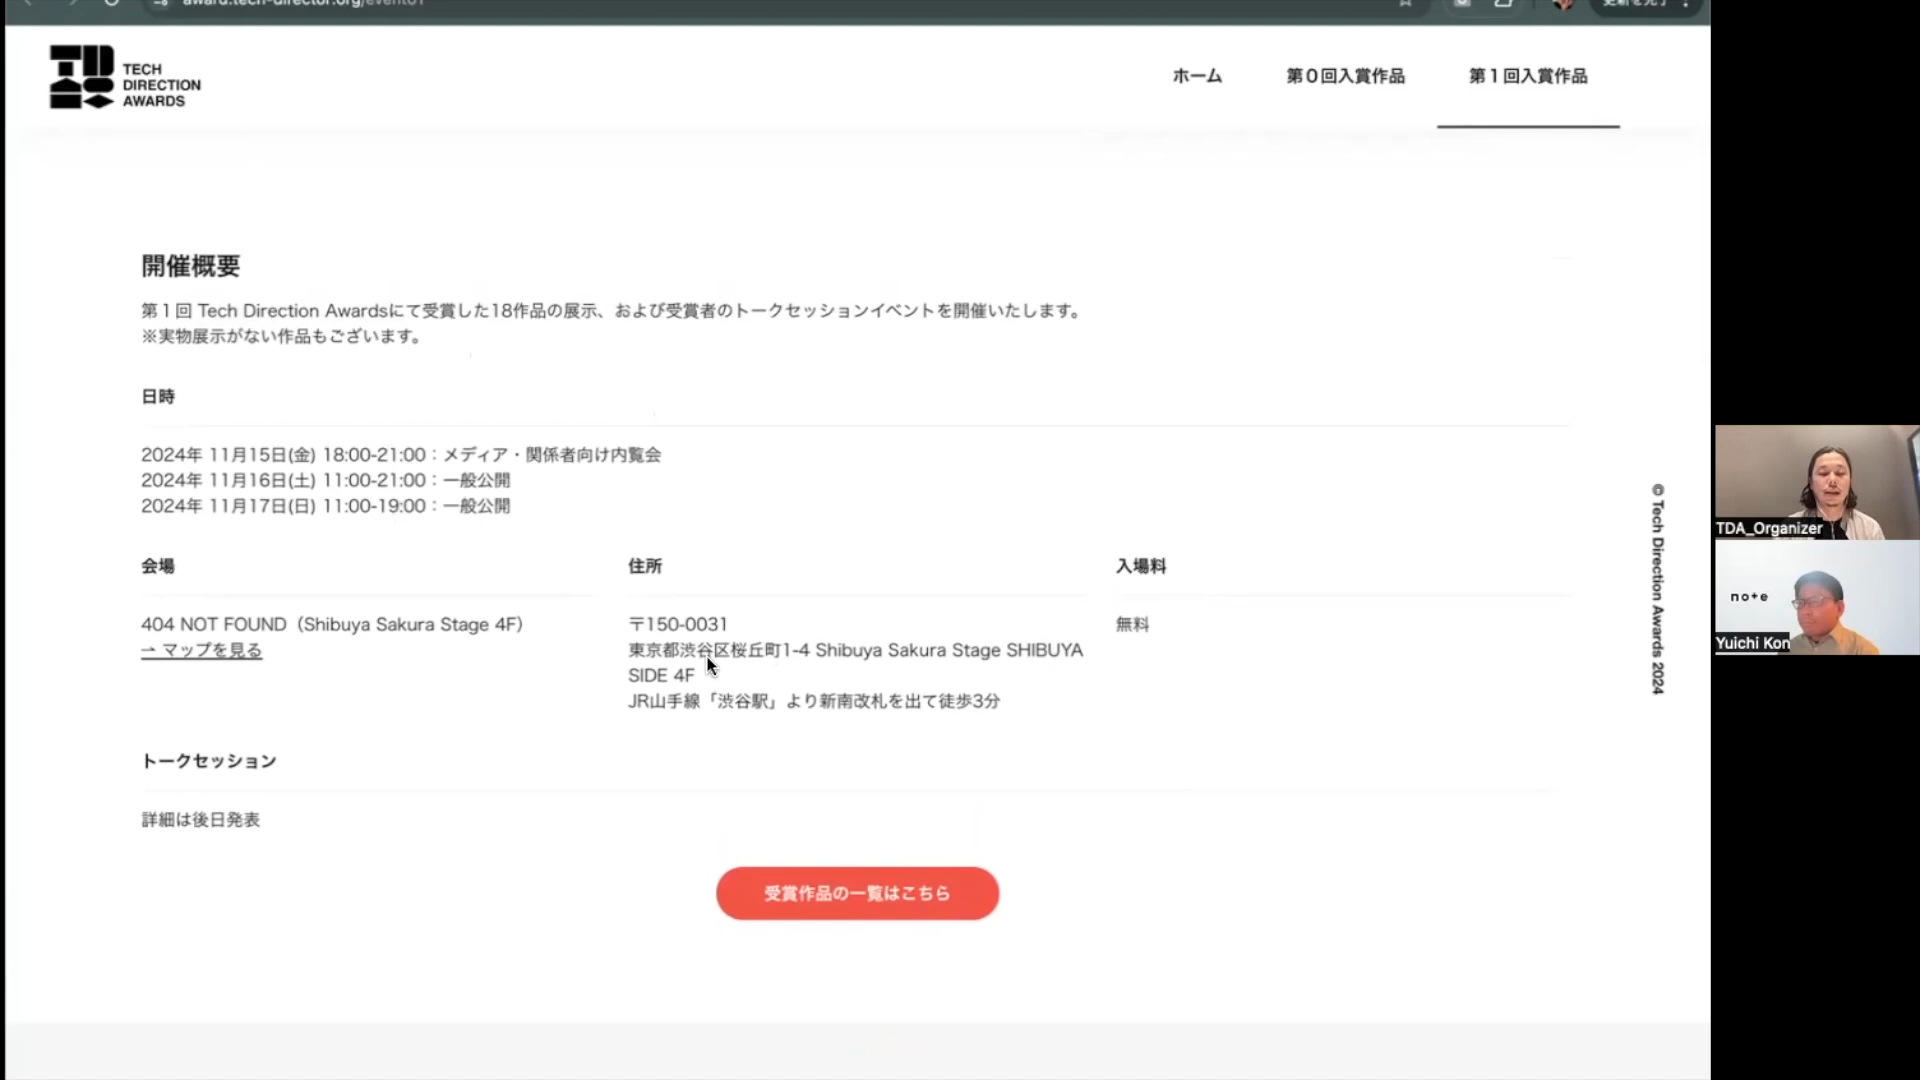 award.tech-director.org/event01
更新を完了
TECH
DIRECTION
AWARDS
ホーム
第0回入賞作品
第1回入賞作品
開催概要
第1回 Tech Direction Awardsにて受賞した18作品の展示、および受賞者のトークセッションイベントを開催いたします。
※実物展示がない作品もございます。
日時
2024年 11月15日(金) 18:00-21:00：メディア・関係者向け内覧会
2024年 11月16日(土) 11:00-21:00：一般公開
2024年 11月17日(日) 11:00-19:00：一般公開
会場
404 NOT FOUND（Shibuya Sakura Stage 4F）
→ マップを見る
住所
〒150-0031
東京都渋谷区桜丘町1-4 Shibuya Sakura Stage SHIBUYA
SIDE 4F
JR山手線「渋谷駅」より新南改札を出て徒歩3分
入場料
無料
トークセッション
詳細は後日発表
受賞作品の一覧はこちら
© Tech Direction Awards 2024
TDA_Organizer
note
Yuichi Kon